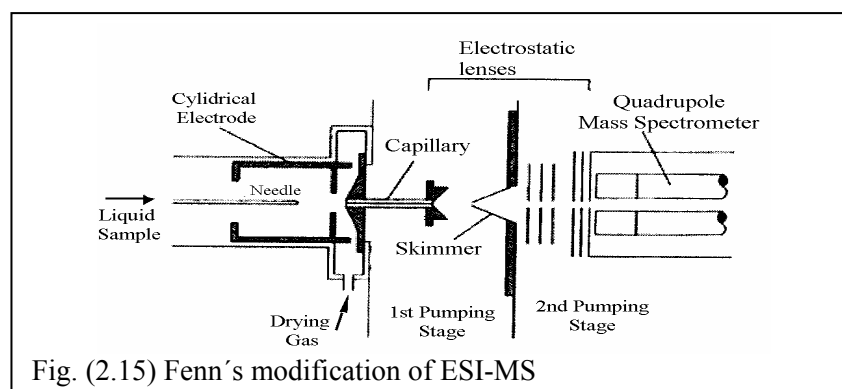 Electrostatic
lenses
Cylidrical
Electrode
Quadrupole
Mass Spectrometer
Capillary
Needle
Liquid
Sample
Skimmer
Drying
Gas
1st Pumping
Stage
2nd Pumping
Stage
Fig. (2.15) Fenn´s modification of ESI-MS